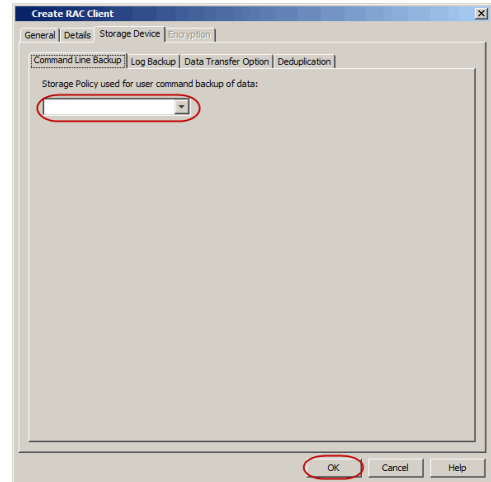 Create RAC Client
General Details Storage Device Encryption
Command Line Backup Log Backup Data Transfer Option Deduplication
Storage Policy used for user command backup of data:
OK Cancel Help